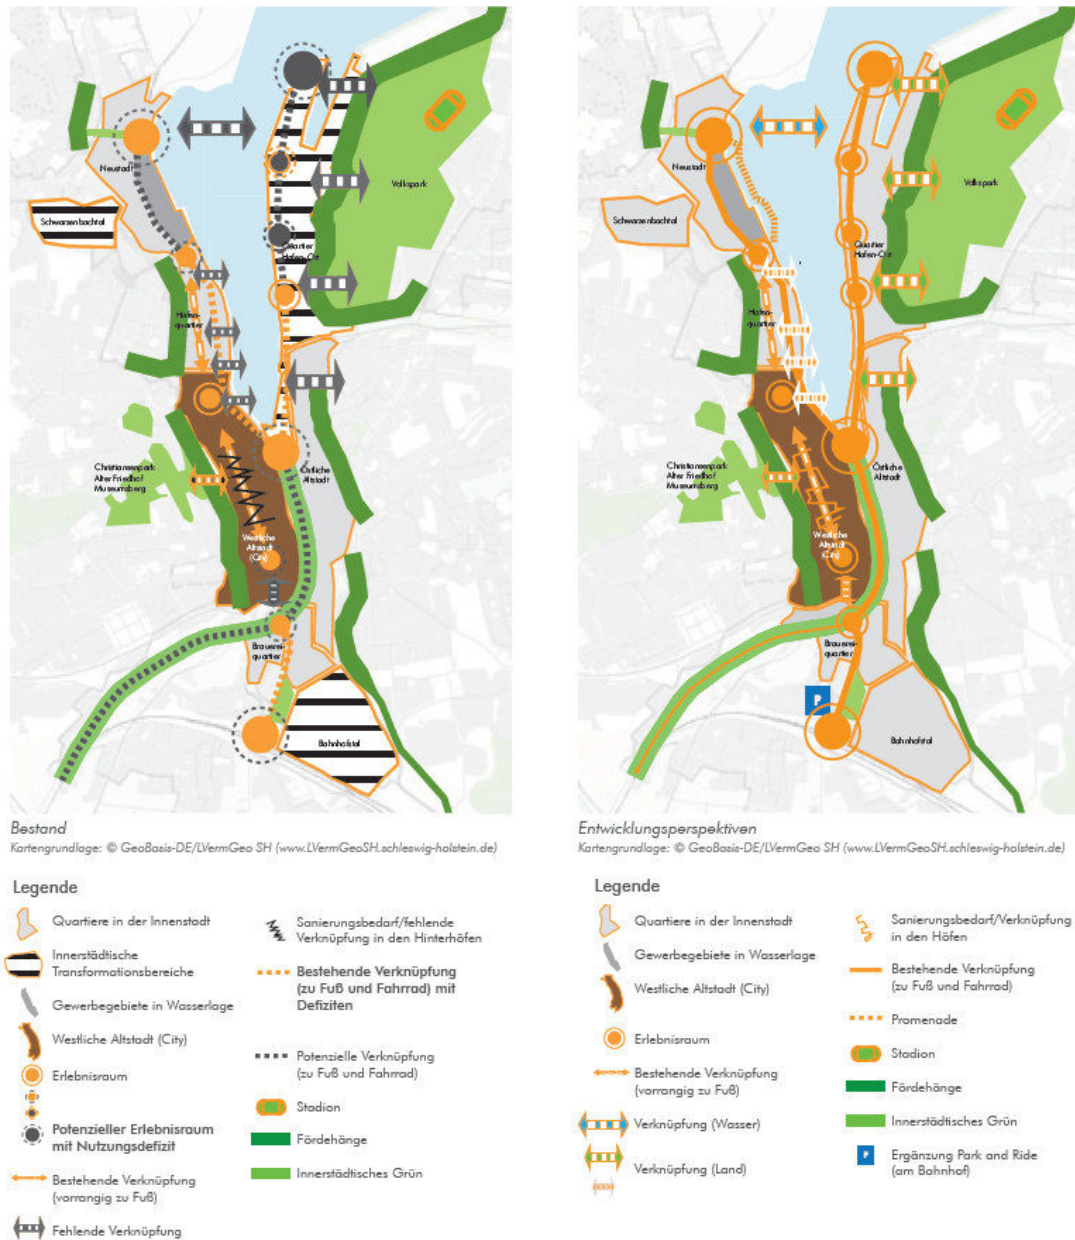 Neustadt
Schwarzenbachtal
Volkspark
Quartier
Hafen-Ost
Hafen-
quartier
Christiansenpark
Alter Friedhof
Museumsberg
Östliche
Altstadt
Westliche
Altstadt
(City)
Brauerei-
quartier
Bahnhofstal
Bestand
Kartengrundlage: © GeoBasis-DE/LVermGeo SH (www.LVermGeoSH.schleswig-holstein.de)
Legende
Quartiere in der Innenstadt
Innerstädtische
Transformationsbereiche
Gewerbegebiete in Wasserlage
Westliche Altstadt (City)
Erlebnisraum
Potenzieller Erlebnisraum
mit Nutzungsdefizit
Bestehende Verknüpfung
(vorrangig zu Fuß)
Fehlende Verknüpfung
Sanierungsbedarf/fehlende
Verknüpfung in den Hinterhöfen
Bestehende Verknüpfung
(zu Fuß und Fahrrad) mit
Defiziten
Potenzielle Verknüpfung
(zu Fuß und Fahrrad)
Stadion
Fördehänge
Innerstädtisches Grün
Neustadt
Schwarzenbachtal
Volkspark
Quartier
Hafen-Ost
Hafen-
quartier
Christiansenpark
Alter Friedhof
Museumsberg
Östliche
Altstadt
Westliche
Altstadt
(City)
Brauerei-
quartier
P
Bahnhofstal
Entwicklungsperspektiven
Kartengrundlage: © GeoBasis-DE/LVermGeo SH (www.LVermGeoSH.schleswig-holstein.de)
Legende
Quartiere in der Innenstadt
Gewerbegebiete in Wasserlage
Westliche Altstadt (City)
Erlebnisraum
Bestehende Verknüpfung
(vorrangig zu Fuß)
Verknüpfung (Wasser)
Verknüpfung (Land)
Sanierungsbedarf/Verknüpfung
in den Höfen
Bestehende Verknüpfung
(zu Fuß und Fahrrad)
Promenade
Stadion
Fördehänge
Innerstädtisches Grün
P
Ergänzung Park and Ride
(am Bahnhof)